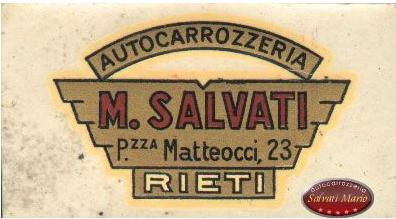 AUTOCARROZZERIA
M. SALVATI
P.ZZA Matteocci, 23
RIETI
autocarrozzeria
Salvati Mario